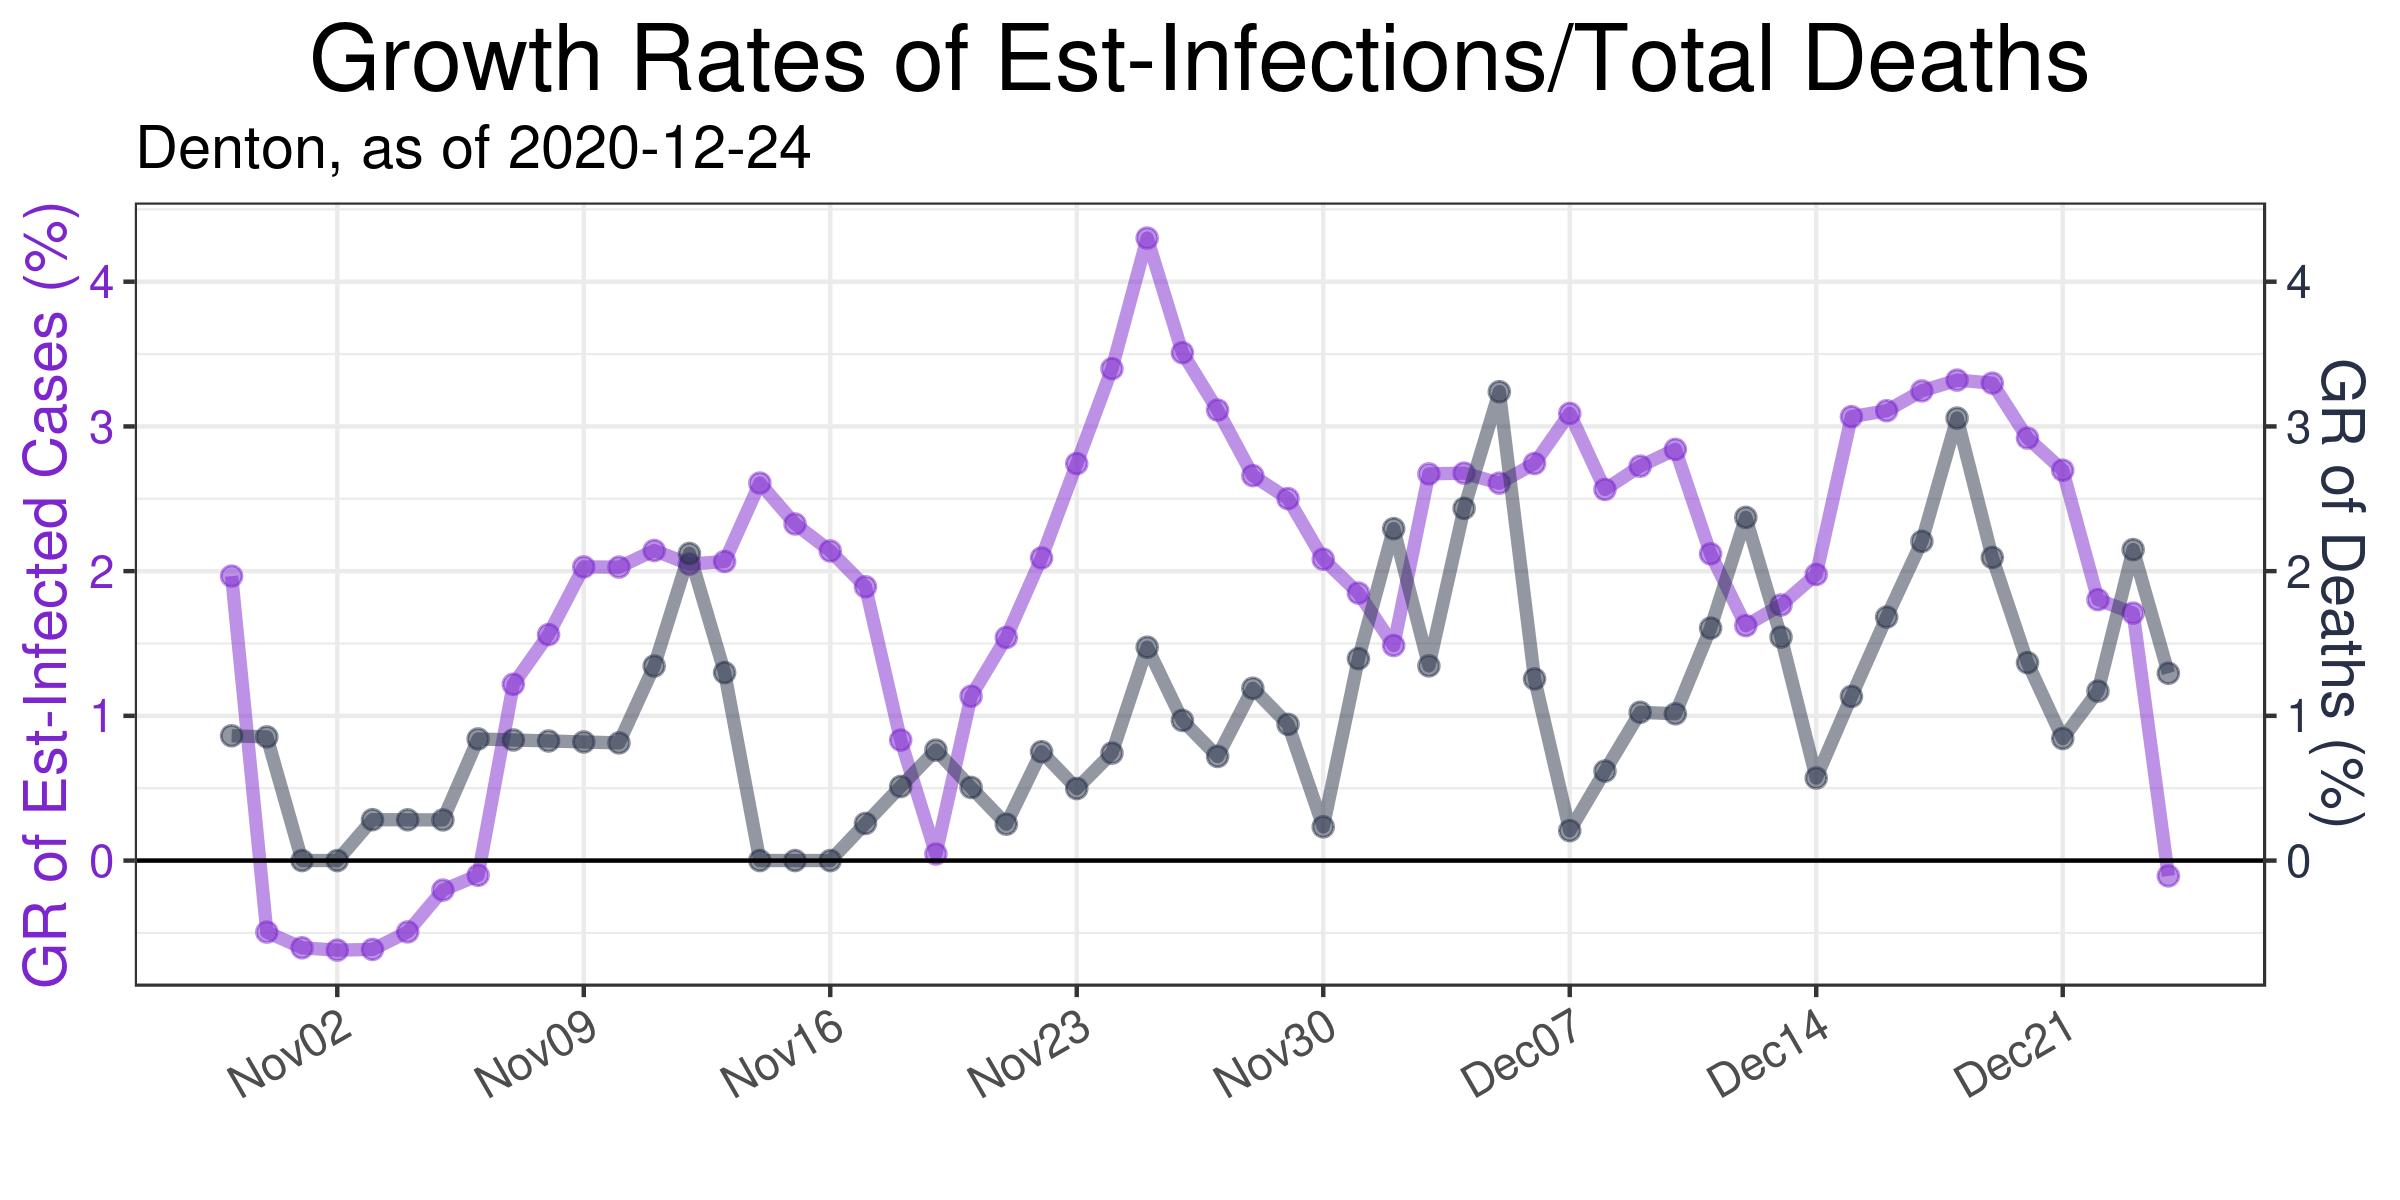 Growth Rates of Est-Infections/Total Deaths
Denton, as of 2020-12-24
GR of Est-Infected Cases (%)
4
3
2
1
0
4
3
2
1
0
GR of Deaths (%)
Nov02
Nov09
Nov16
Nov23
Nov30
Dec07
Dec14
Dec21